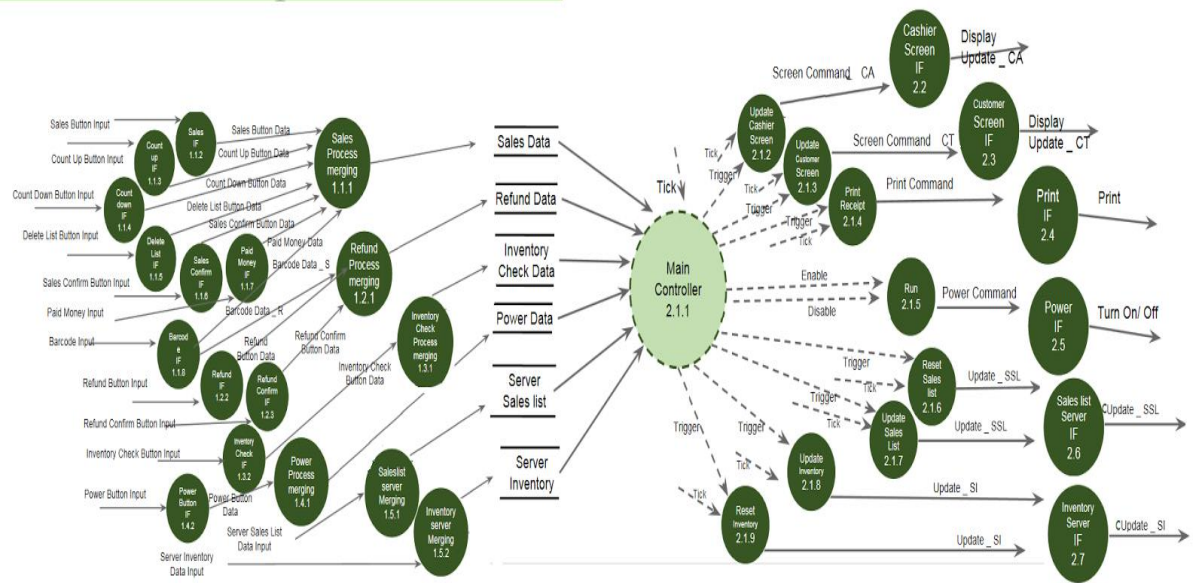 Sales Button Input
Count Up Button Input
Count Down Button Input
Delete List Button Input
Sales Confirm Button Input
Paid Money Input
Barcode Input
Refund Button Input
Refund Confirm Button Input
Inventory Check Button Input
Power Button Input
Server Inventory
Data Input
Server Sales List
Data Input
Sales
IF
1.1.2
Count
up IF
1.1.3
Count
down
IF
1.1.4
Delete
List
IF
1.1.5
Sales
Confirm
IF
1.1.6
Paid
Money
IF
1.1.7
Barcod
e
IF
1.1.8
Refund
IF
1.2.2
Refund
Confirm
IF
1.2.3
Inventory
Check
IF
1.3.2
Power
Button
IF
1.4.2
Sales Button Data
Count Up Button Data
Count Down Button Data
Delete List Button Data
Sales Confirm Button Data
Paid Money Data
Barcode Data _ S
Barcode Data _ R
Refund
Button Data
Refund Confirm
Button Data
Inventory Check
Button Data
Power Button
Data
Sales
Process
merging
1.1.1
Refund
Process
merging
1.2.1
Inventory
Check
Process
merging
1.3.1
Power
Process
merging
1.4.1
Saleslist
server
Merging
1.5.1
Inventory
server
Merging
1.5.2
Sales Data
Refund Data
Inventory
Check Data
Power Data
Server
Sales list
Server
Inventory
Tick
Main
Controller
2.1.1
Tick
Trigger
Tick
Trigger
Trigger
Tick
Enable
Disable
Trigger
Tick
Trigger
Tick
Trigger
Tick
Trigger
Tick
Update
Cashier
Screen
2.1.2
Update
Customer
Screen
2.1.3
Print
Receipt
2.1.4
Run
2.1.5
Reset
Sales
list
2.1.6
Update
Sales
List
2.1.7
Update
Inventory
2.1.8
Reset
Inventory
2.1.9
Screen Command _ CA
Screen Command _ CT
Print Command
Power Command
Update _ SSL
Update _ SSL
Update _ SI
Update _ SI
Cashier
Screen
IF
2.2
Customer
Screen
IF
2.3
Print
IF
2.4
Power
IF
2.5
Sales list
Server
IF
2.6
Inventory
Server
IF
2.7
Display
Update _ CA
Display
Update _ CT
Print
Turn On/ Off
CUpdate _ SSL
CUpdate _ SI